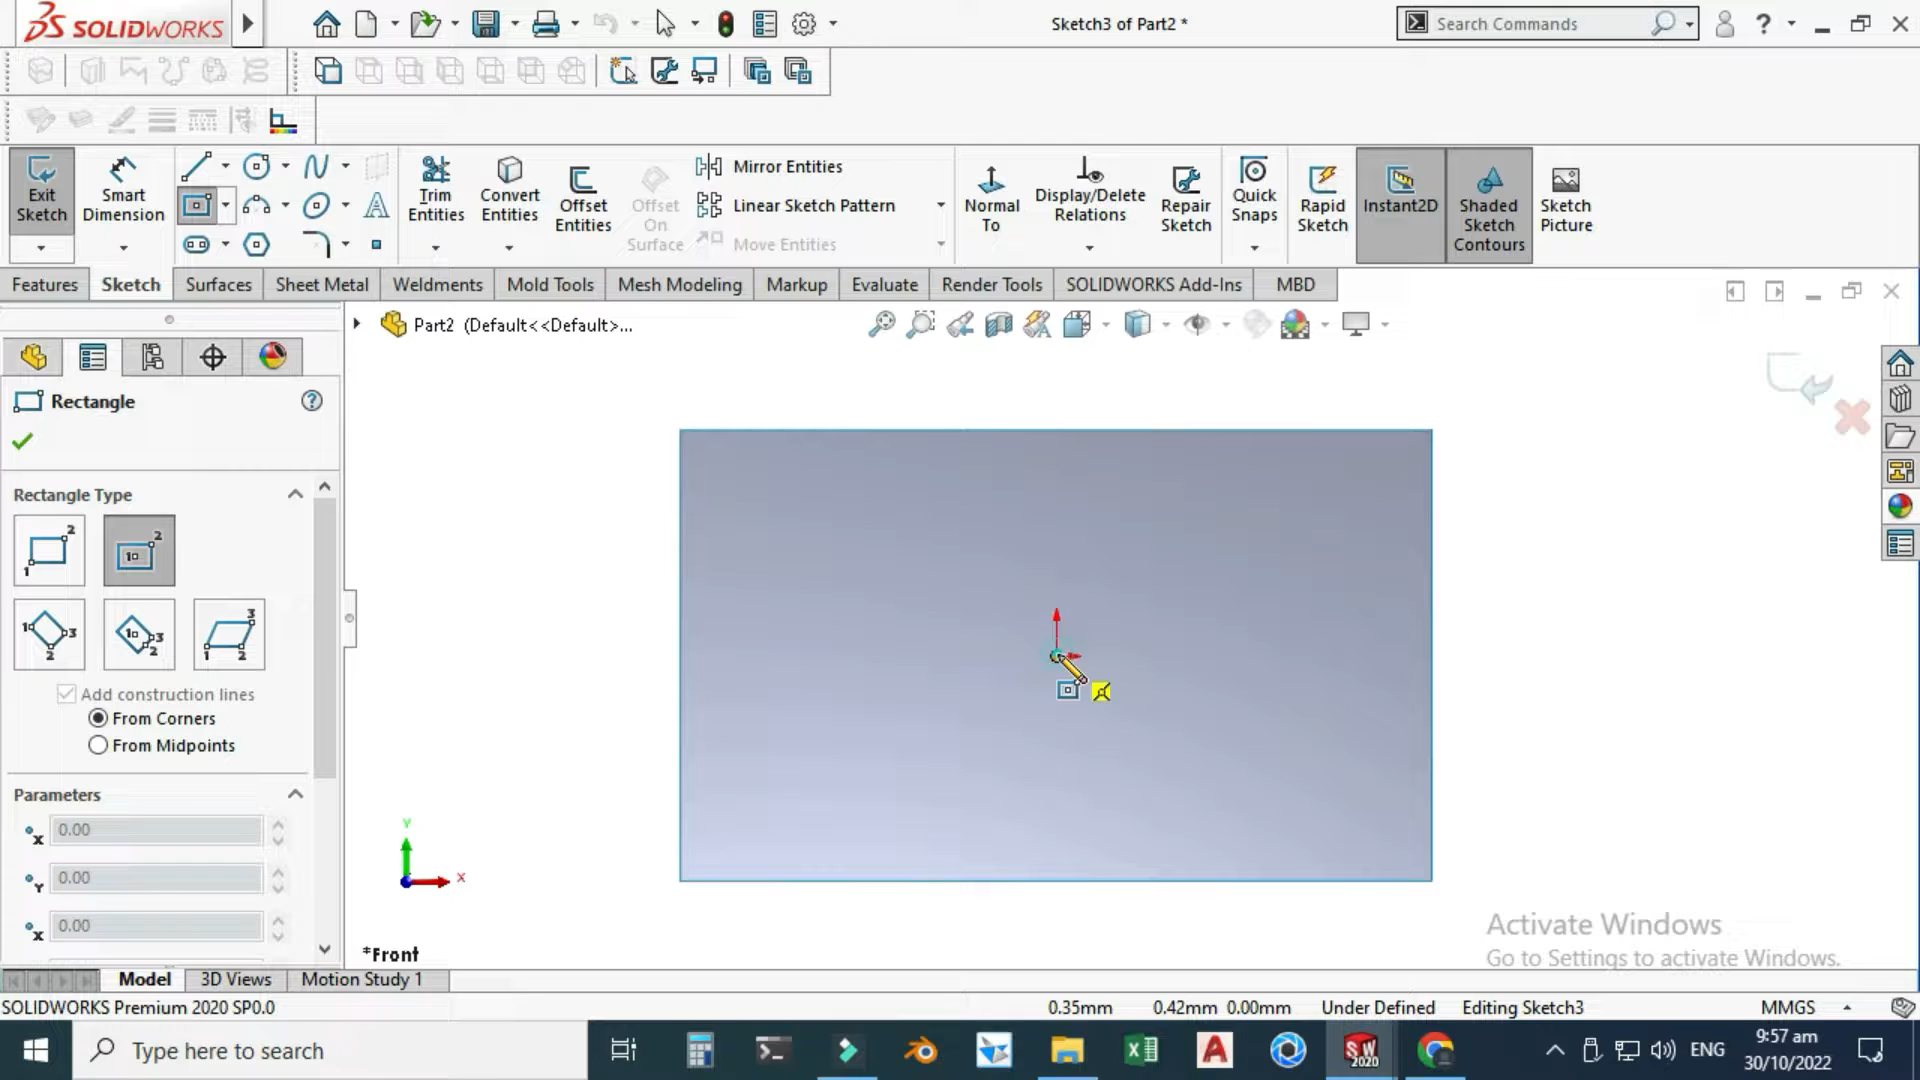 SOLIDWORKS
Sketch3 of Part2 *
Search Commands
Exit Sketch
Smart Dimension
Trim Entities
Convert Entities
Offset Entities
Offset On Surface
Mirror Entities
Linear Sketch Pattern
Move Entities
Normal To
Display/Delete Relations
Repair Sketch
Quick Snaps
Rapid Sketch
Instant2D
Shaded Sketch Contours
Sketch Picture
Features
Sketch
Surfaces
Sheet Metal
Weldments
Mold Tools
Mesh Modeling
Markup
Evaluate
Render Tools
SOLIDWORKS Add-Ins
MBD
Part2 (Default<<Default>...
Rectangle
Rectangle Type
Add construction lines
From Corners
From Midpoints
Parameters
0.00
0.00
0.00
Y
X
*Front
Activate Windows
Go to Settings to activate Windows.
Model
3D Views
Motion Study 1
SOLIDWORKS Premium 2020 SP0.0
0.35mm
0.42mm 0.00mm
Under Defined
Editing Sketch3
MMGS
Type here to search
ENG
9:57 am
30/10/2022